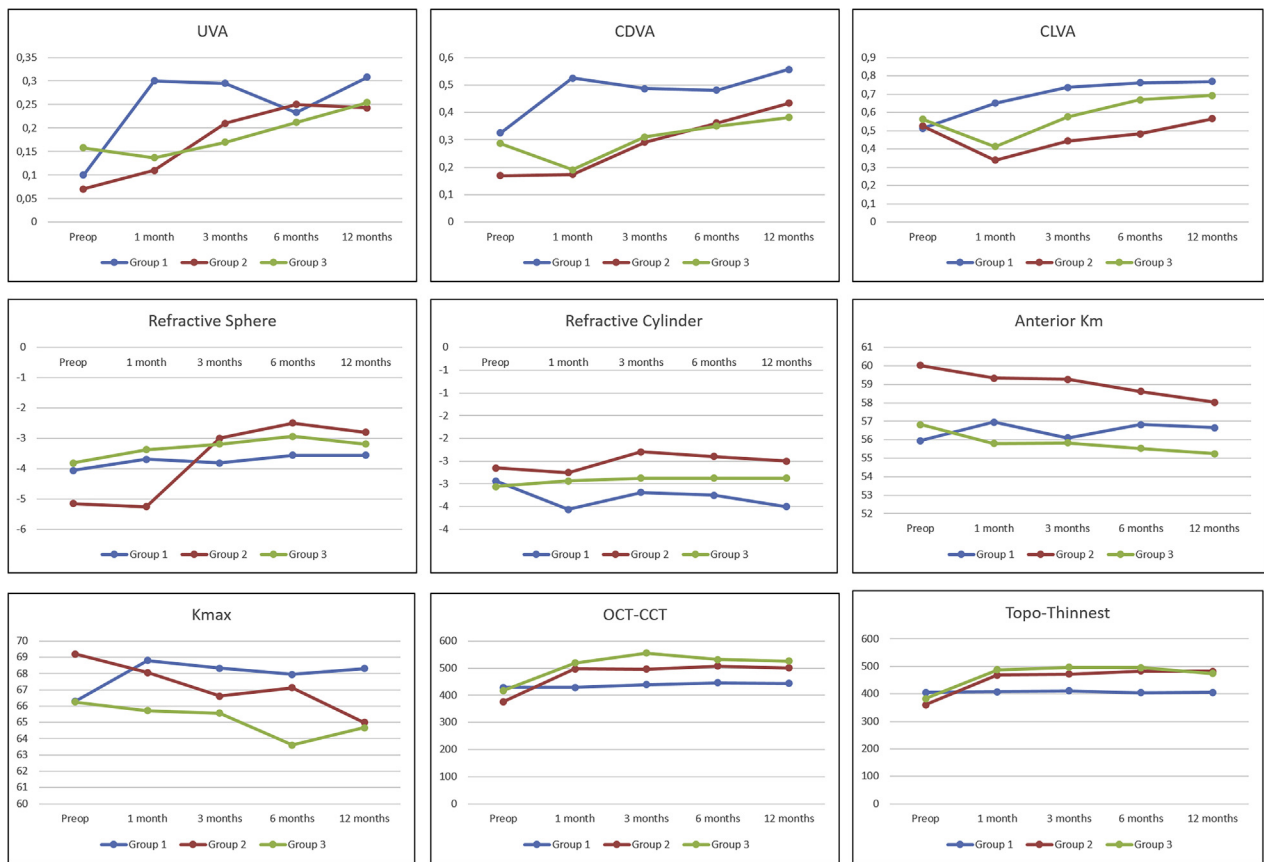 UVA
0,35
0,3
0,25
0,2
0,15
0,1
0,05
0
Preop 1 month 3 months 6 months 12 months
Group 1 Group 2 Group 3
CDVA
0,6
0,5
0,4
0,3
0,2
0,1
0
Preop 1 month 3 months 6 months 12 months
Group 1 Group 2 Group 3
CLVA
0,9
0,8
0,7
0,6
0,5
0,4
0,3
0,2
0,1
0
Preop 1 month 3 months 6 months 12 months
Group 1 Group 2 Group 3
Refractive Sphere
0
Preop 1 month 3 months 6 months 12 months
-1
-2
-3
-4
-5
-6
Group 1 Group 2 Group 3
Refractive Cylinder
0
Preop 1 month 3 months 6 months 12 months
-1
-1
-2
-2
-3
-3
-4
-4
Group 1 Group 2 Group 3
Anterior Km
61
60
59
58
57
56
55
54
53
52
Preop 1 month 3 months 6 months 12 months
Group 1 Group 2 Group 3
Kmax
70
69
68
67
66
65
64
63
62
61
60
Preop 1 month 3 months 6 months 12 months
Group 1 Group 2 Group 3
OCT-CCT
600
500
400
300
200
100
0
Preop 1 month 3 months 6 months 12 months
Group 1 Group 2 Group 3
Topo-Thinnest
600
500
400
300
200
100
0
Preop 1 month 3 months 6 months 12 months
Group 1 Group 2 Group 3